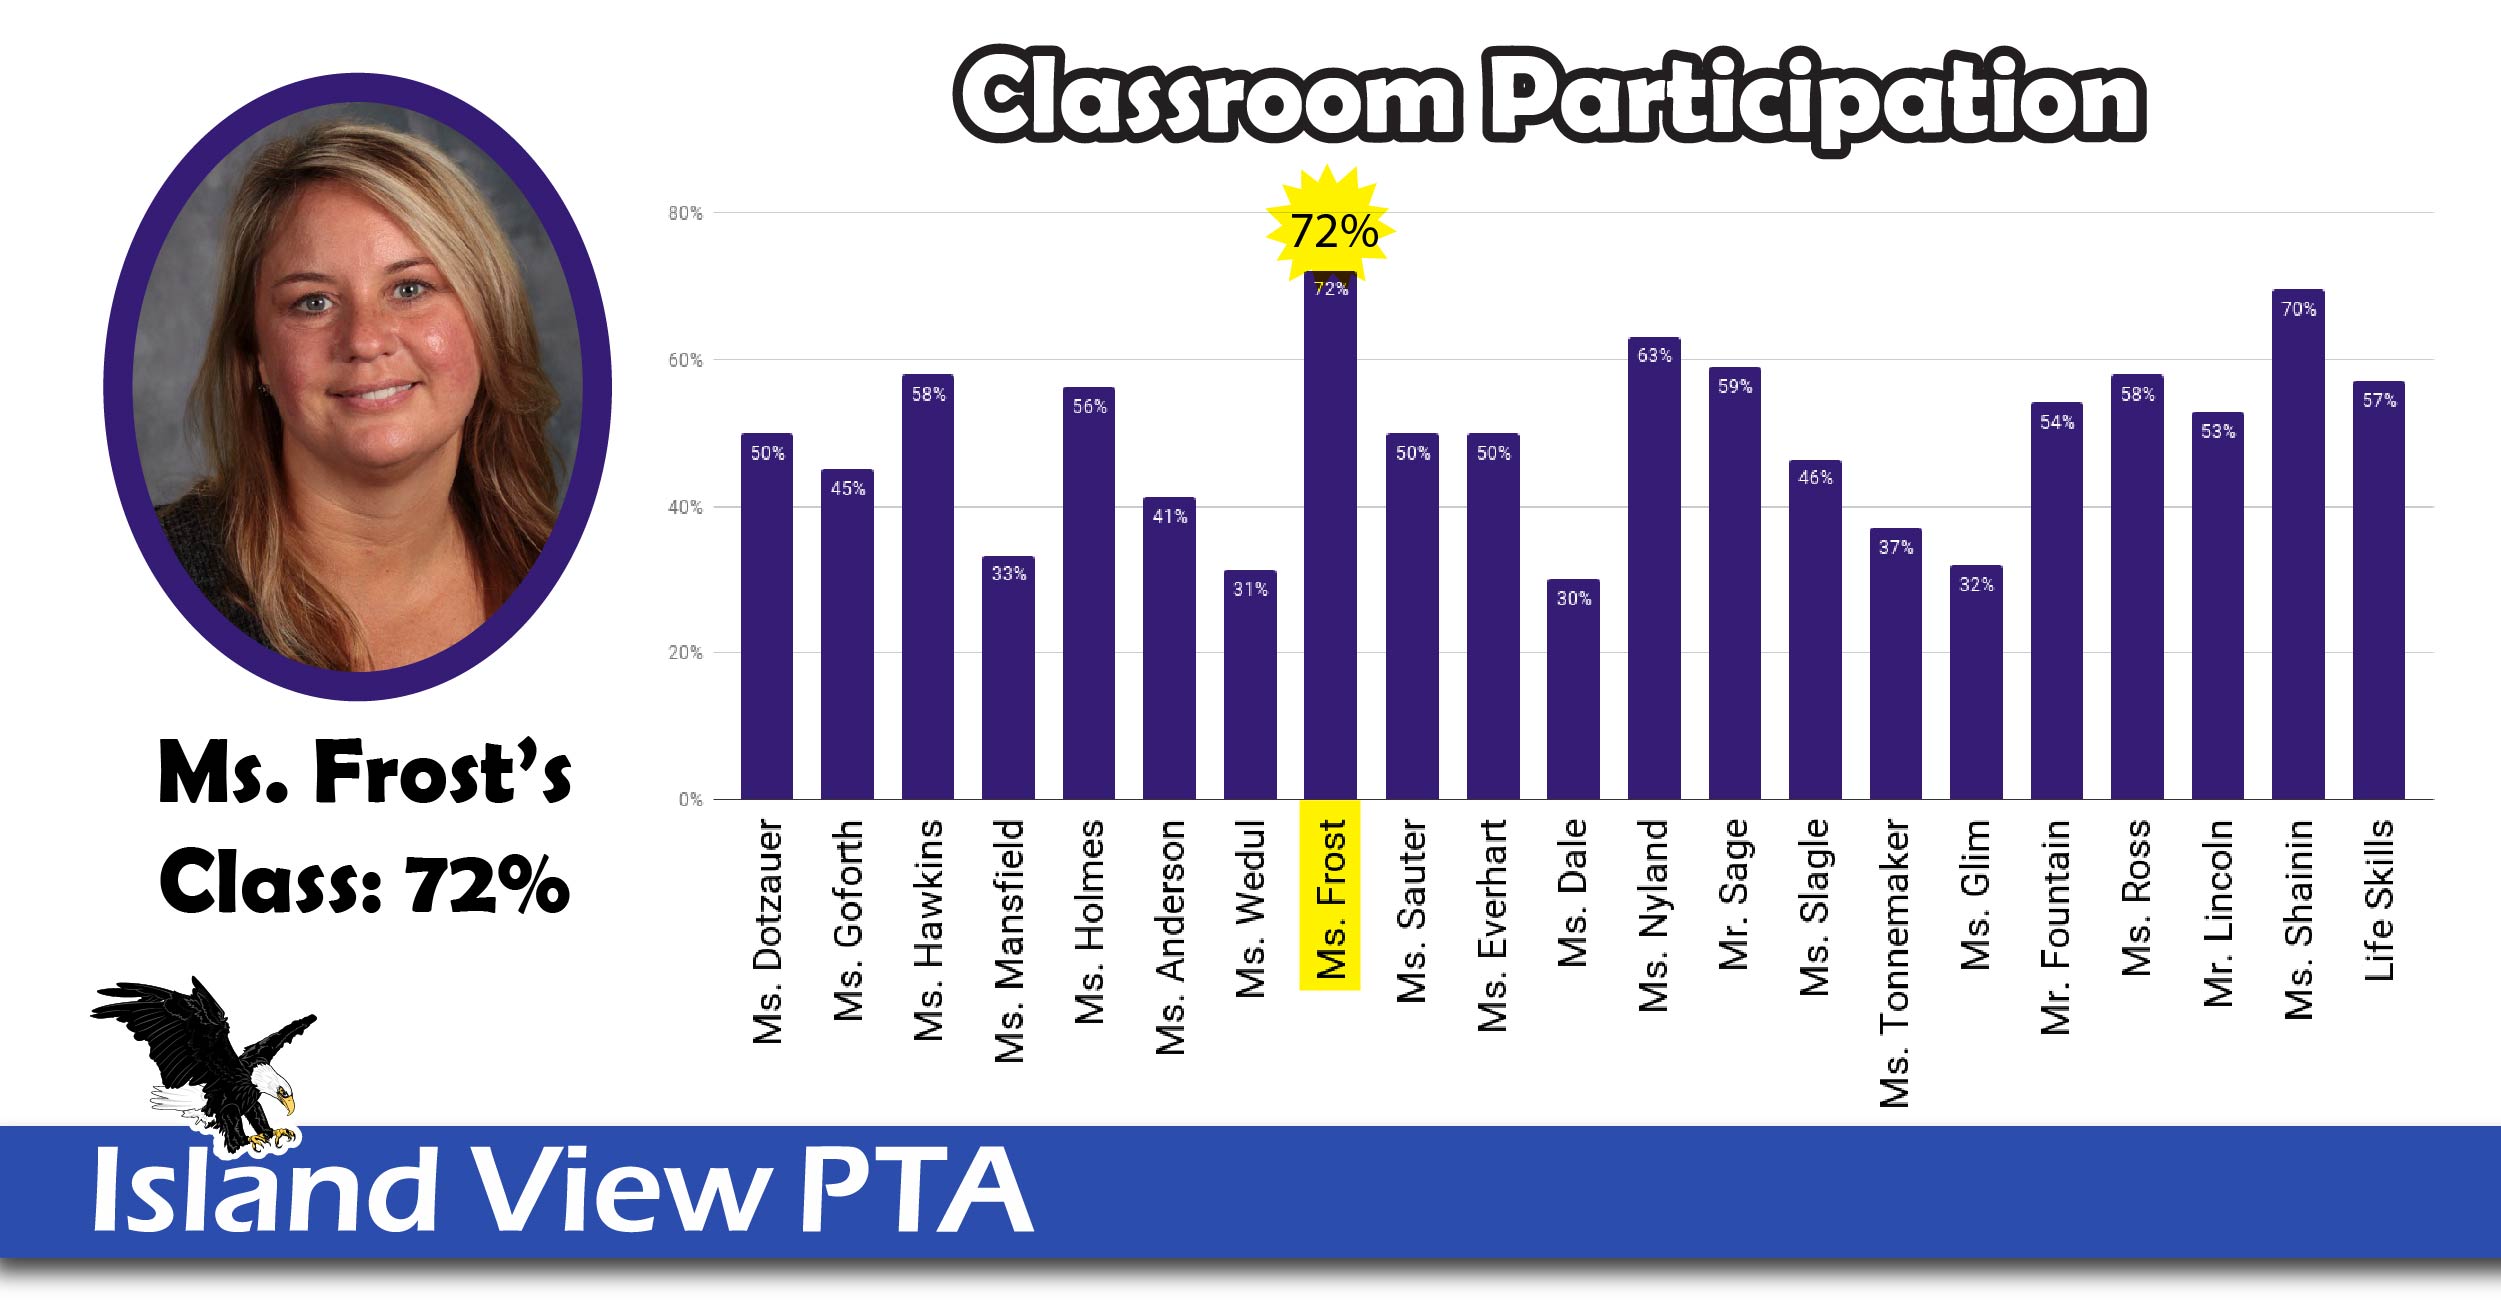 Classroom Participation
80%
60%
40%
20%
0%
72%
72%
50%
45%
58%
33%
56%
41%
31%
50%
50%
30%
63%
59%
46%
37%
32%
54%
58%
53%
70%
57%
Ms. Dotzauer
Ms. Goforth
Ms. Hawkins
Ms. Mansfield
Ms. Holmes
Ms. Anderson
Ms. Wedul
Ms. Frost
Ms. Sauter
Ms. Everhart
Ms. Dale
Ms. Nyland
Mr. Sage
Ms. Slagle
Ms. Tonnemaker
Ms. Glim
Mr. Fountain
Ms. Ross
Mr. Lincoln
Ms. Shainin
Life Skills
Ms. Frost’s
Class: 72%
Island View PTA